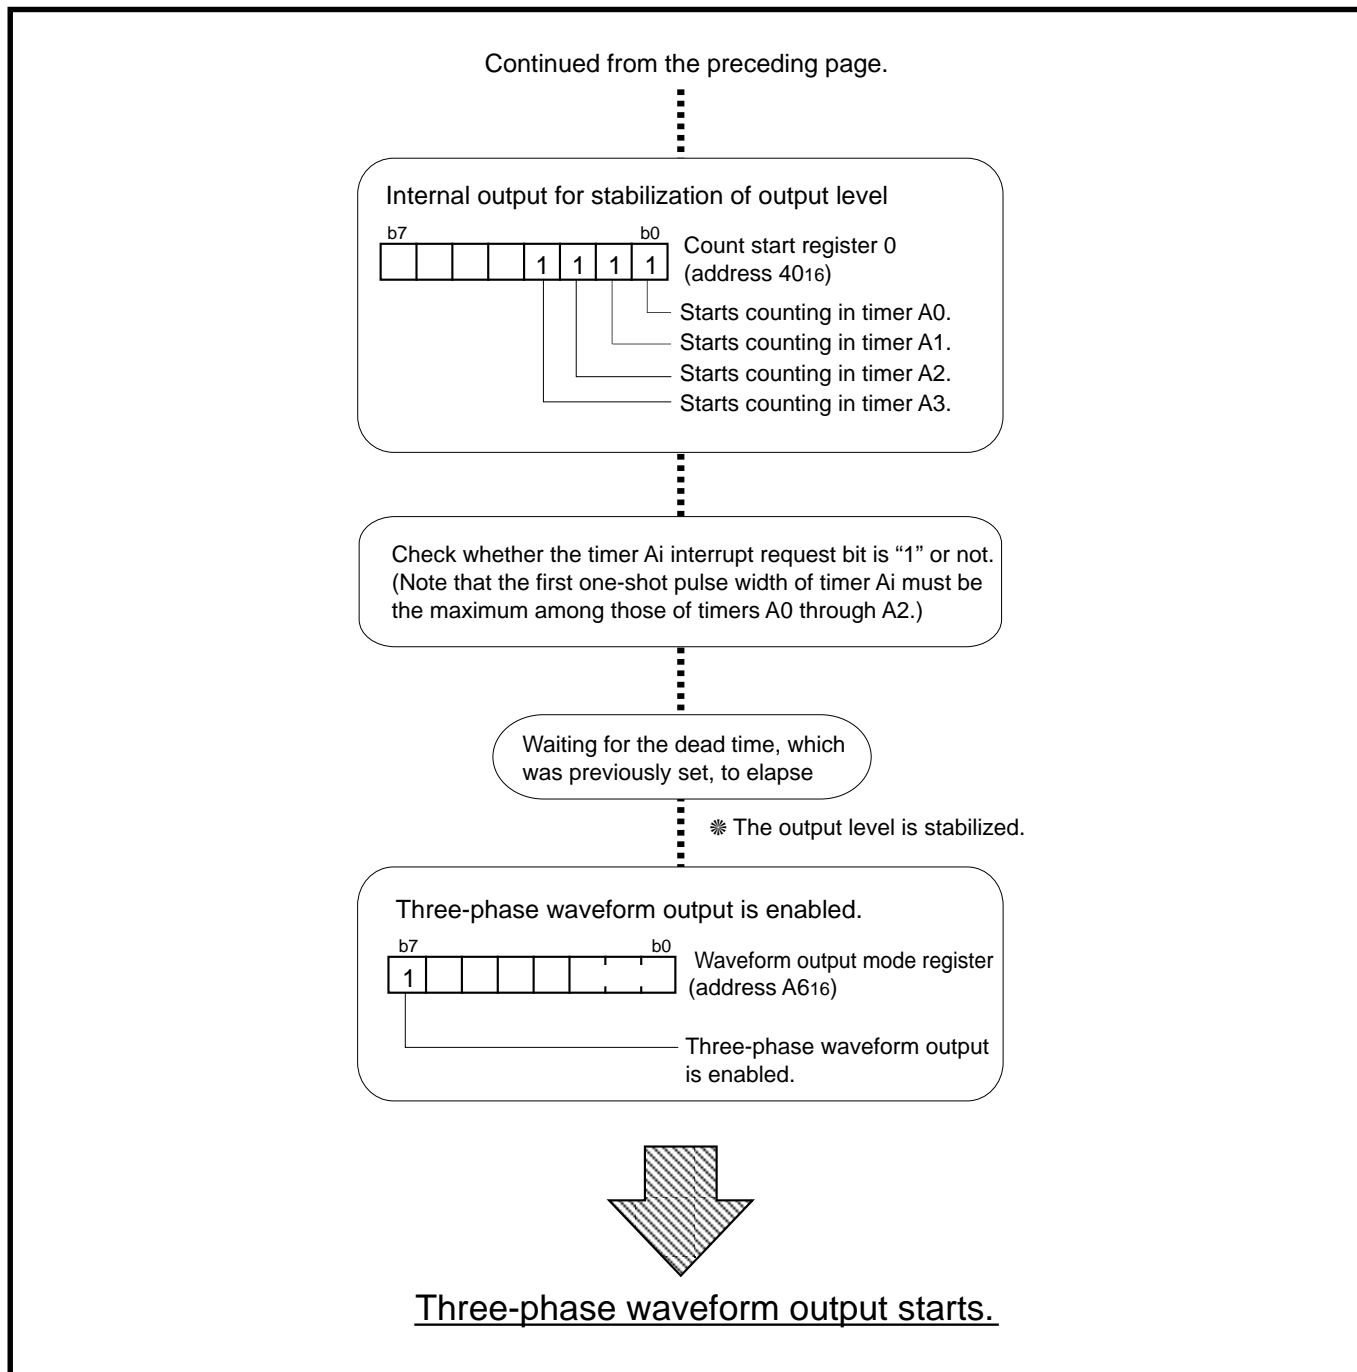 Continued from the preceding page.
Internal output for stabilization of output level
b7 b0
1 1 1 1
Count start register 0
(address 4016)
Starts counting in timer A0.
Starts counting in timer A1.
Starts counting in timer A2.
Starts counting in timer A3.
Check whether the timer Ai interrupt request bit is “1” or not.
(Note that the first one-shot pulse width of timer Ai must be
the maximum among those of timers A0 through A2.)
Waiting for the dead time, which
was previously set, to elapse
❋ The output level is stabilized.
Three-phase waveform output is enabled.
b7 b0
1
Waveform output mode register
(address A616)
Three-phase waveform output
is enabled.
Three-phase waveform output starts.